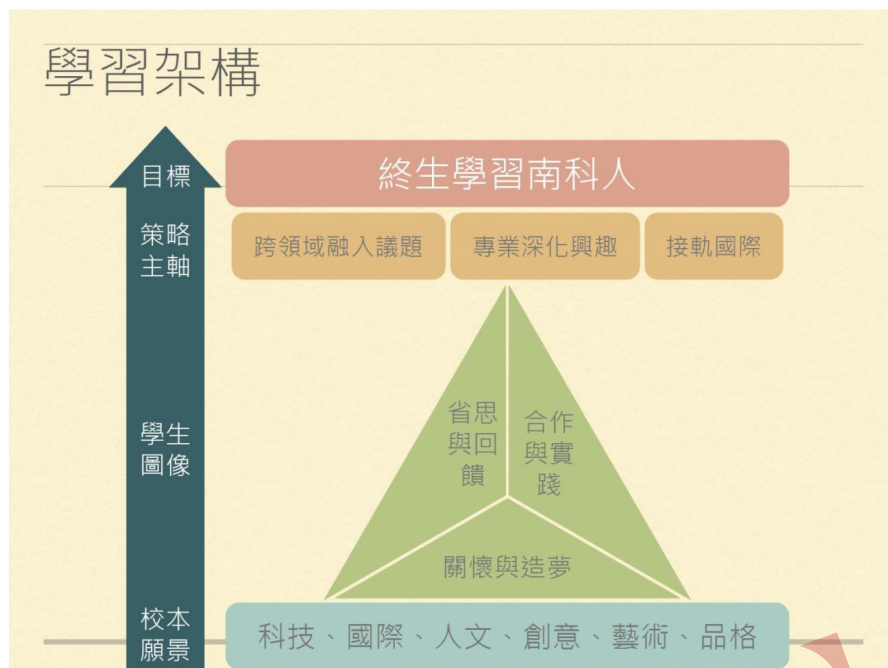 學習架構
目標
終生學習南科人
策略
主軸
跨領域融入議題
專業深化興趣
接軌國際
學生
圖像
省思
與回
饋
合作
與實
踐
關懷與造夢
校本
願景
科技、國際、人文、創意、藝術、品格